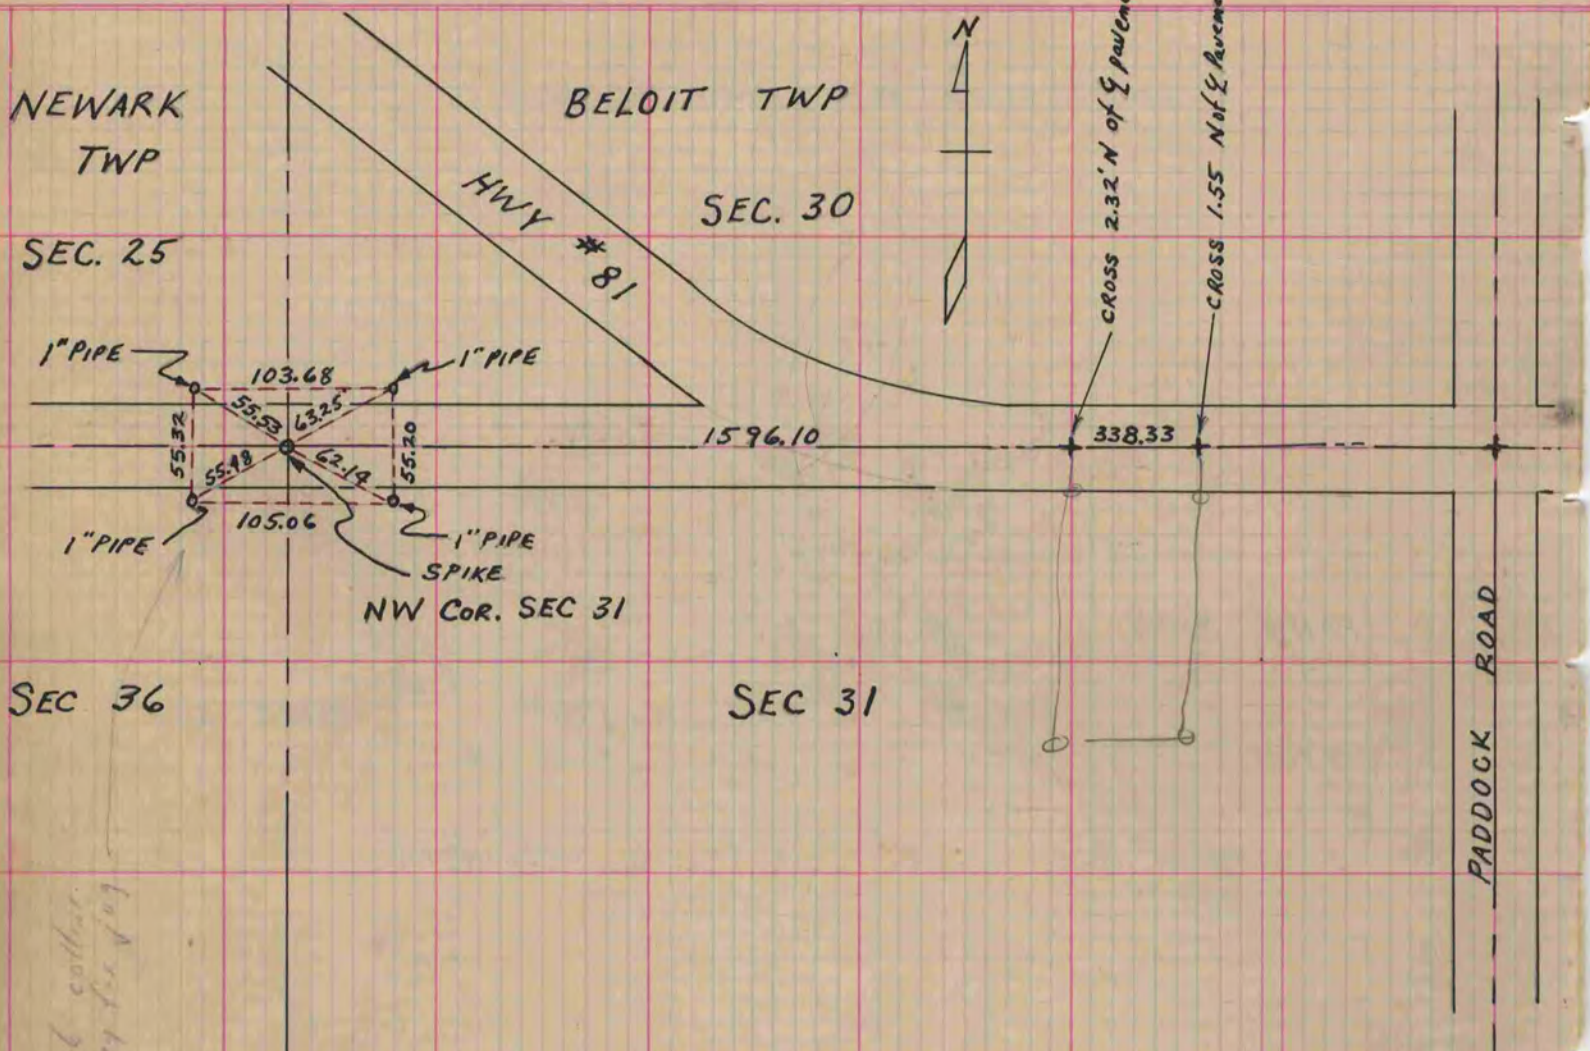 NEWARK
TWP
BELOIT TWP
N
CROSS 2.32' N of ℄
CROSS 1.55 N of ℄
HWY #81
SEC. 30
SEC. 25
1" PIPE
1" PIPE
103.68
55.53
63.25
55.32
55.20
1596.10
338.33
55.48
62.14
105.06
1" PIPE
1" PIPE
SPIKE
NW COR. SEC 31
SEC 36
SEC 31
PADDOCK ROAD